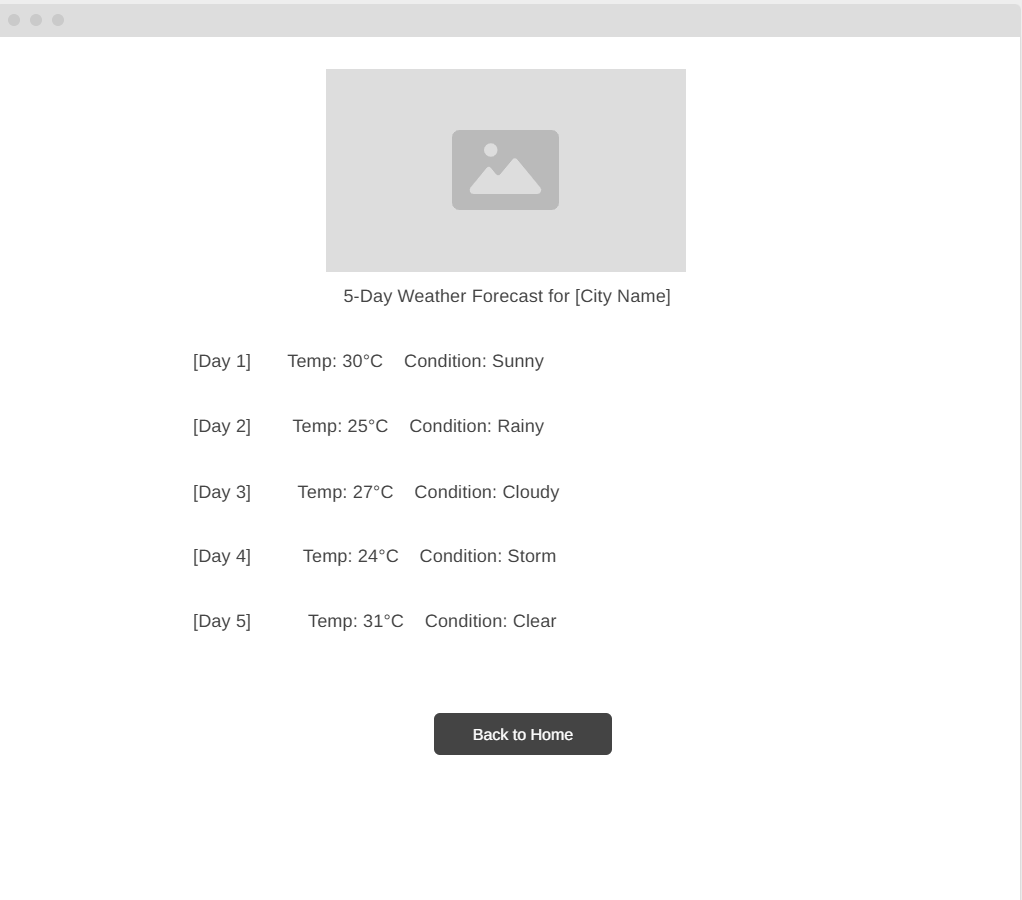 5-Day Weather Forecast for [City Name]
[Day 1] Temp: 30°C Condition: Sunny
[Day 2] Temp: 25°C Condition: Rainy
[Day 3] Temp: 27°C Condition: Cloudy
[Day 4] Temp: 24°C Condition: Storm
[Day 5] Temp: 31°C Condition: Clear
Back to Home